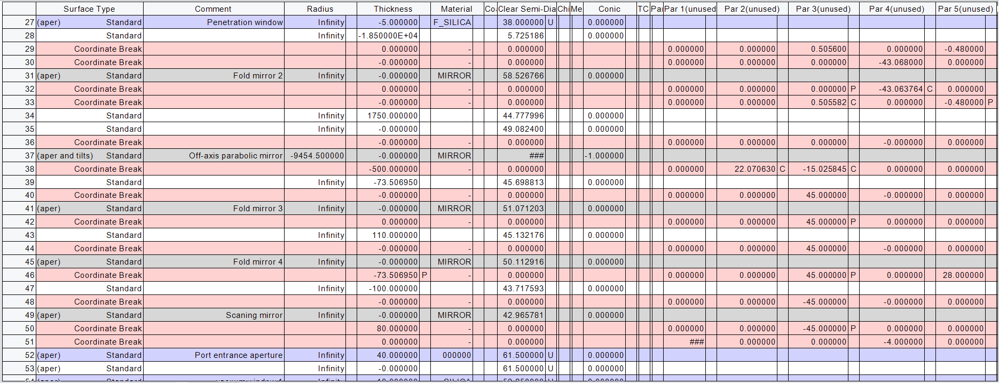 Surface Type Comment Radius Thickness Material Co Clear Semi-Dia Chi Me Conic TC Pa Par 1(unused Par 2(unused) Par 3(unused) Par 4(unused) Par 5(unused)
27 (aper) Standard Penetration window Infinity -5.000000 F_SILICA 38.000000 U 0.000000
28 Standard Infinity -1.850000E+04 5.725186 0.000000
29 Coordinate Break 0.000000 - 0.000000 0.000000 0.000000 0.505600 0.000000 -0.480000
30 Coordinate Break -0.000000 - 0.000000 0.000000 0.000000 0.000000 -43.068000 0.000000
31 (aper) Standard Fold mirror 2 Infinity -0.000000 MIRROR 58.526766 0.000000
32 Coordinate Break 0.000000 - 0.000000 0.000000 0.000000 0.000000 P -43.063764 C 0.000000
33 Coordinate Break -0.000000 - 0.000000 0.000000 0.000000 0.505582 C 0.000000 -0.480000 P
34 Standard Infinity 1750.000000 44.777996 0.000000
35 Standard Infinity -0.000000 49.082400 0.000000
36 Coordinate Break -0.000000 - 0.000000 0.000000 0.000000 0.000000 -0.000000 0.000000
37 (aper and tilts) Standard Off-axis parabolic mirror -9454.500000 -0.000000 MIRROR ### -1.000000
38 Coordinate Break -500.000000 - 0.000000 0.000000 22.070630 C -15.025845 C 0.000000 0.000000
39 Standard Infinity -73.506950 45.698813 0.000000
40 Coordinate Break -0.000000 - 0.000000 0.000000 0.000000 45.000000 -0.000000 0.000000
41 (aper) Standard Fold mirror 3 Infinity -0.000000 MIRROR 51.071203 0.000000
42 Coordinate Break 0.000000 - 0.000000 0.000000 0.000000 45.000000 P 0.000000 0.000000
43 Standard Infinity 110.000000 45.132176 0.000000
44 Coordinate Break -0.000000 - 0.000000 0.000000 0.000000 45.000000 -0.000000 0.000000
45 (aper) Standard Fold mirror 4 Infinity -0.000000 MIRROR 50.112916 0.000000
46 Coordinate Break -73.506950 P - 0.000000 0.000000 0.000000 45.000000 P 0.000000 28.000000
47 Standard Infinity -100.000000 43.717593 0.000000
48 Coordinate Break -0.000000 - 0.000000 0.000000 0.000000 -45.000000 -0.000000 0.000000
49 (aper) Standard Scaning mirror Infinity -0.000000 MIRROR 42.965781 0.000000
50 Coordinate Break 80.000000 - 0.000000 0.000000 0.000000 -45.000000 P 0.000000 0.000000
51 Coordinate Break 0.000000 - 0.000000 ### 0.000000 0.000000 -4.000000 0.000000
52 (aper) Standard Port entrance aperture Infinity 40.000000 000000 61.500000 U 0.000000
53 (aper) Standard Infinity -0.000000 61.500000 U 0.000000